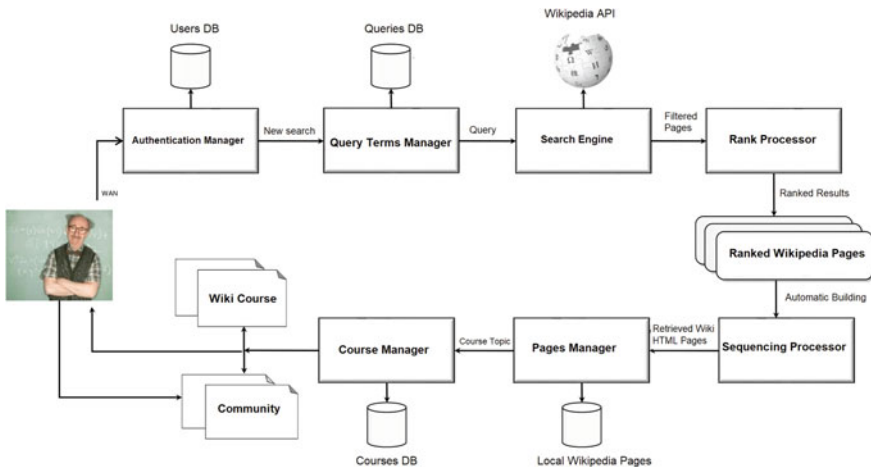 Users DB
Queries DB
Wikipedia API
Authentication Manager
New search
Query Terms Manager
Query
Search Engine
Filtered
Pages
Rank Processor
WAN
Ranked Results
Ranked Wikipedia Pages
Automatic Building
Wiki Course
Course Manager
Course Topic
Pages Manager
Retrieved Wiki
HTML Pages
Sequencing Processor
Community
Courses DB
Local Wikipedia Pages